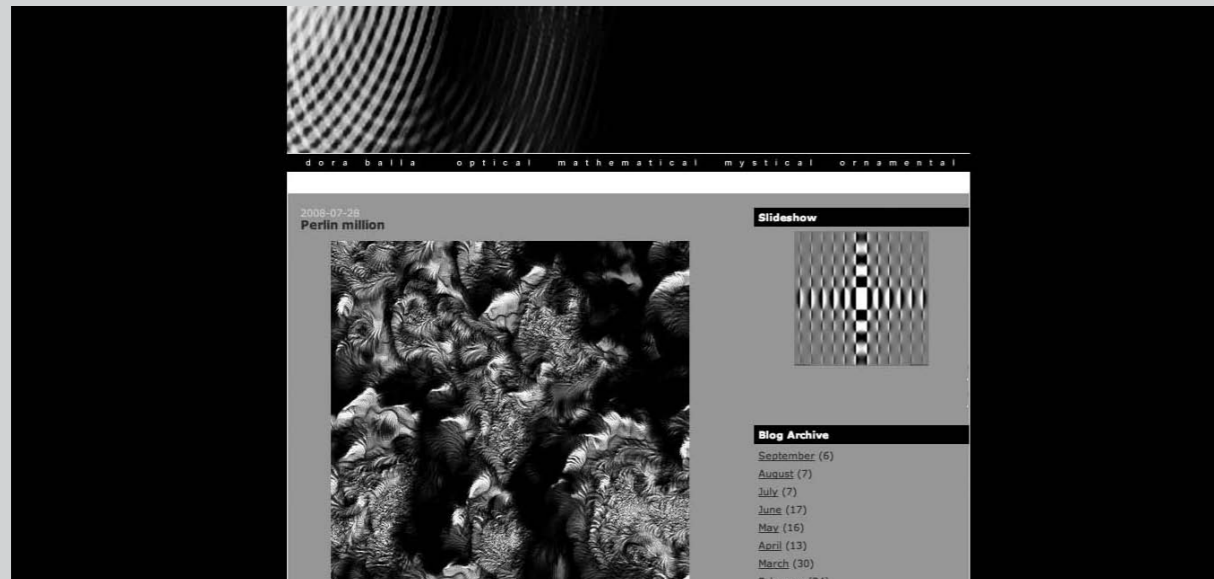 dora balla optical mathematical mystical ornamental
2008-07-28
Perlin million
Slideshow
Blog Archive
September (6)
August (7)
July (7)
June (17)
May (16)
April (13)
March (30)